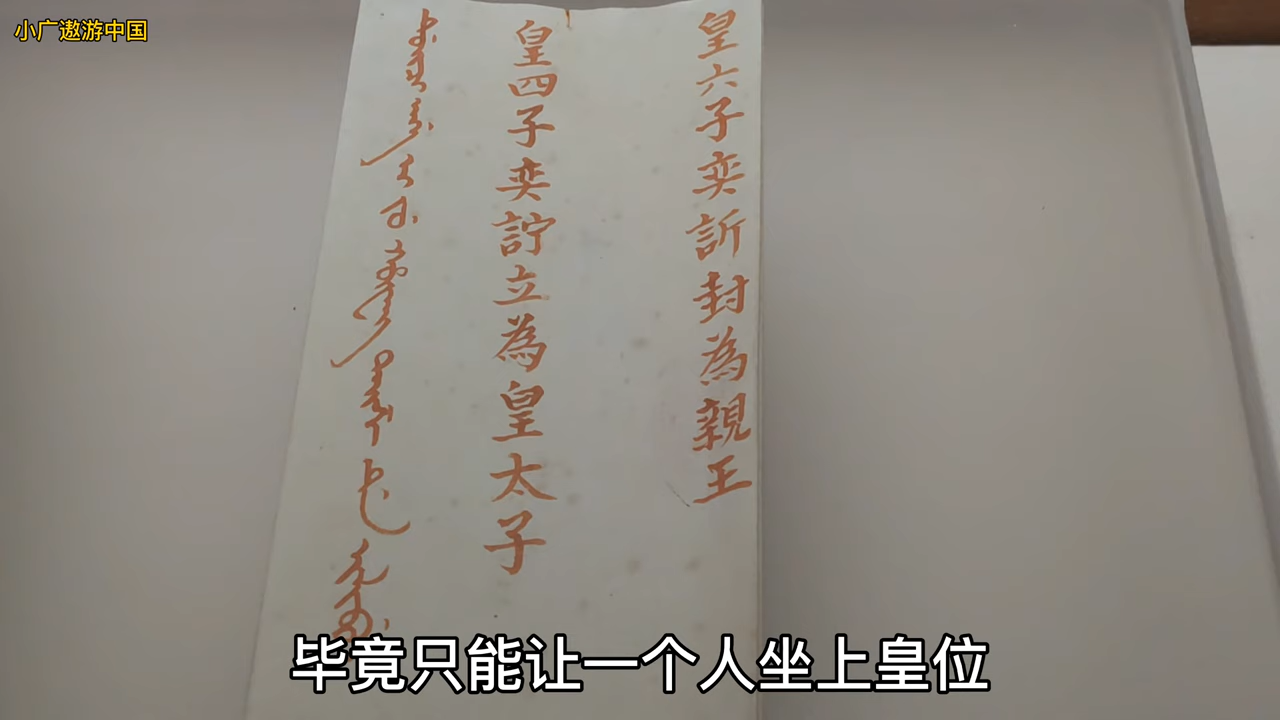 小广遨游中国
皇六子奕訢封為親王
皇四子奕詝立為皇太子
毕竟只能让一个人坐上皇位